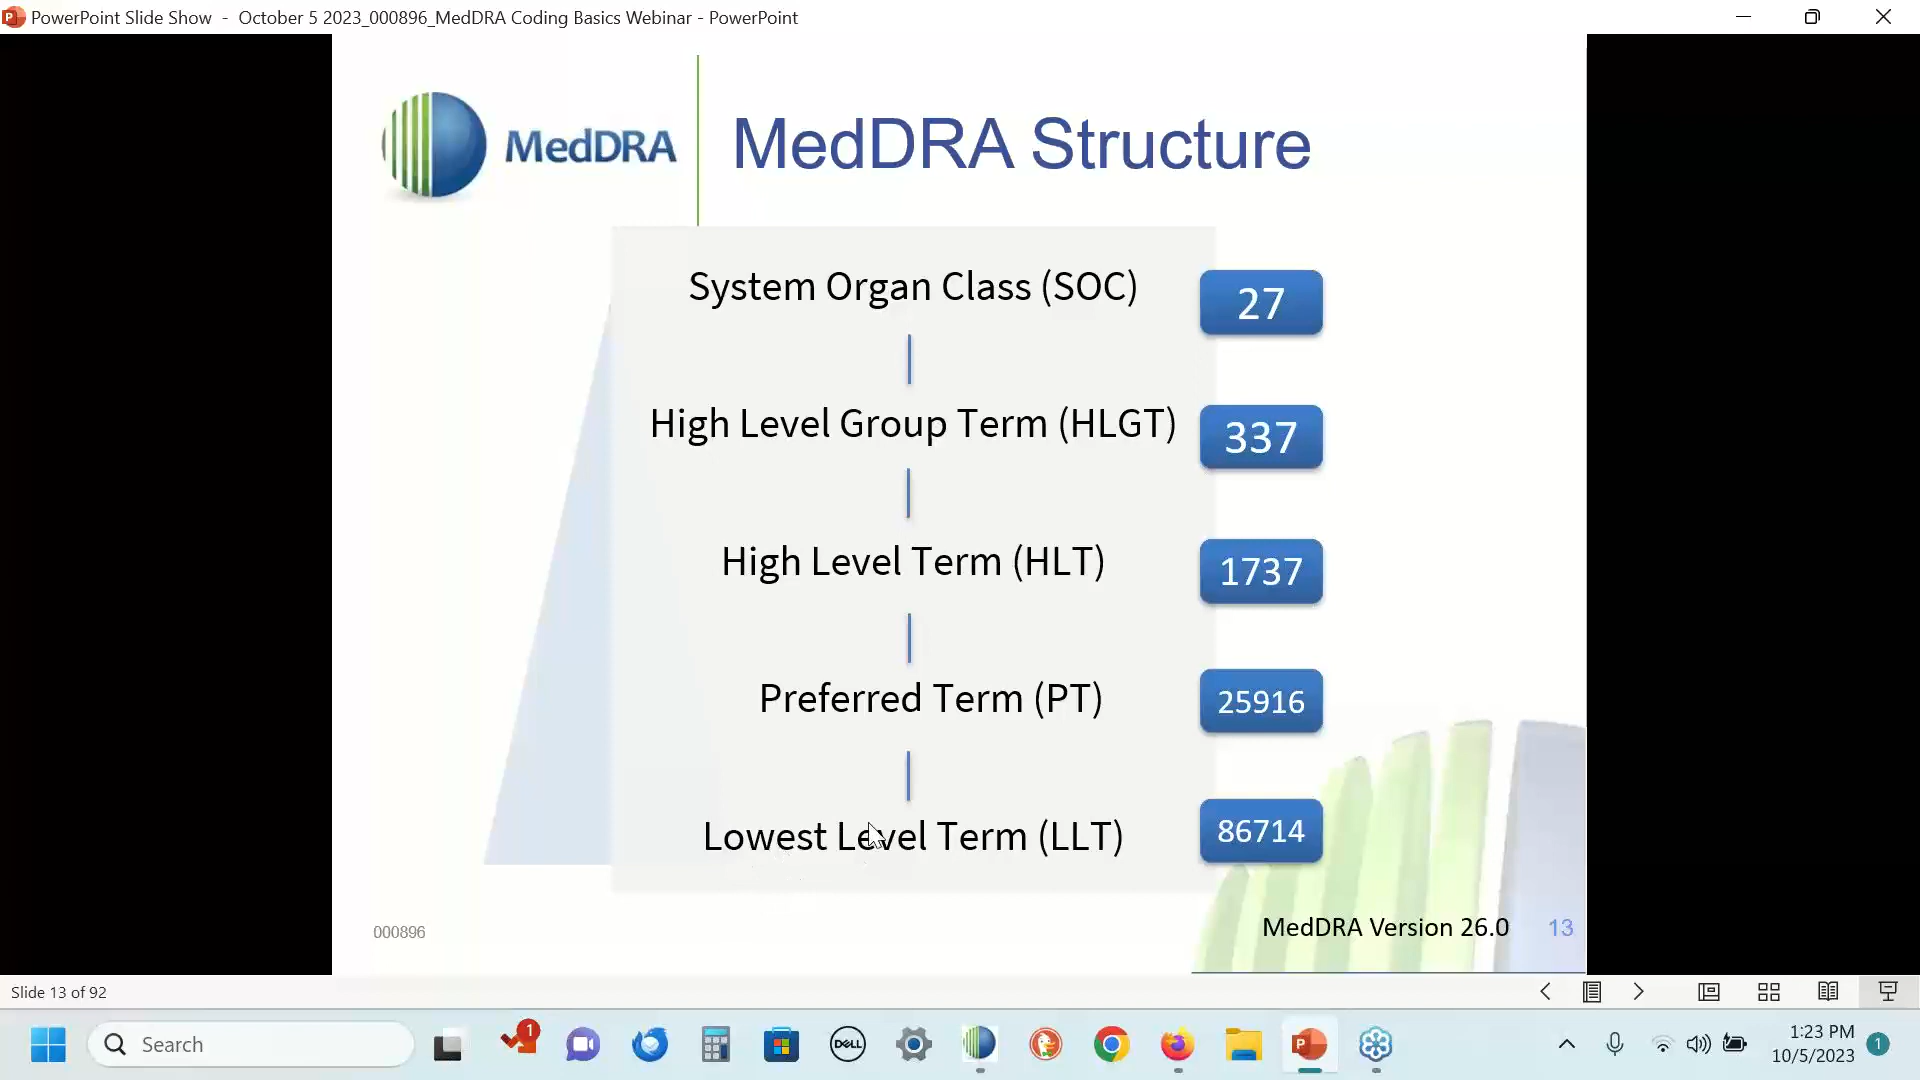 PowerPoint Slide Show - October 5 2023_000896_MedDRA Coding Basics Webinar - PowerPoint
MedDRA
MedDRA Structure
System Organ Class (SOC)
27
High Level Group Term (HLGT)
337
High Level Term (HLT)
1737
Preferred Term (PT)
25916
Lowest Level Term (LLT)
86714
000896
MedDRA Version 26.0
13
Slide 13 of 92
Search
1
DELL
1:23 PM
10/5/2023
1